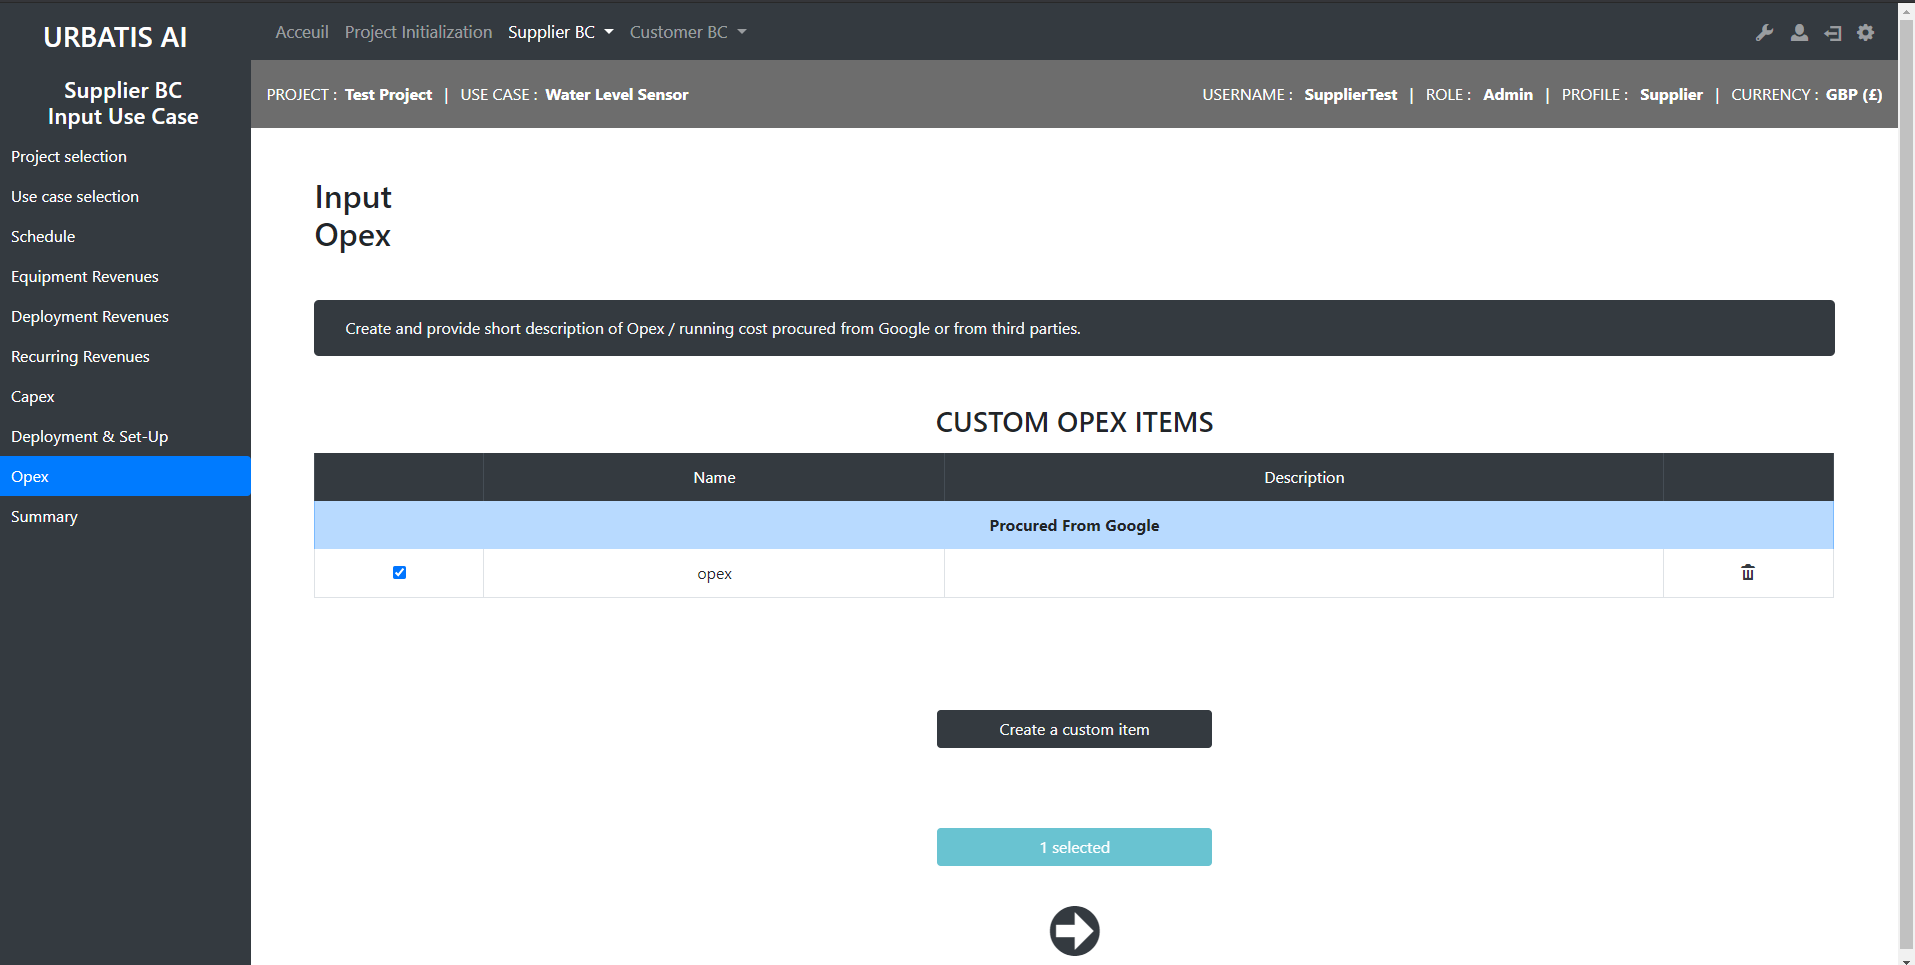 URBATIS AI
Acceuil Project Initialization Supplier BC Customer BC
Supplier BC
Input Use Case
PROJECT : Test Project | USE CASE : Water Level Sensor
USERNAME : SupplierTest | ROLE : Admin | PROFILE : Supplier | CURRENCY : GBP (£)
Project selection
Use case selection
Schedule
Equipment Revenues
Deployment Revenues
Recurring Revenues
Capex
Deployment & Set-Up
Opex
Summary
Input
Opex
Create and provide short description of Opex / running cost procured from Google or from third parties.
CUSTOM OPEX ITEMS
Name Description
Procured From Google
opex
Create a custom item
1 selected